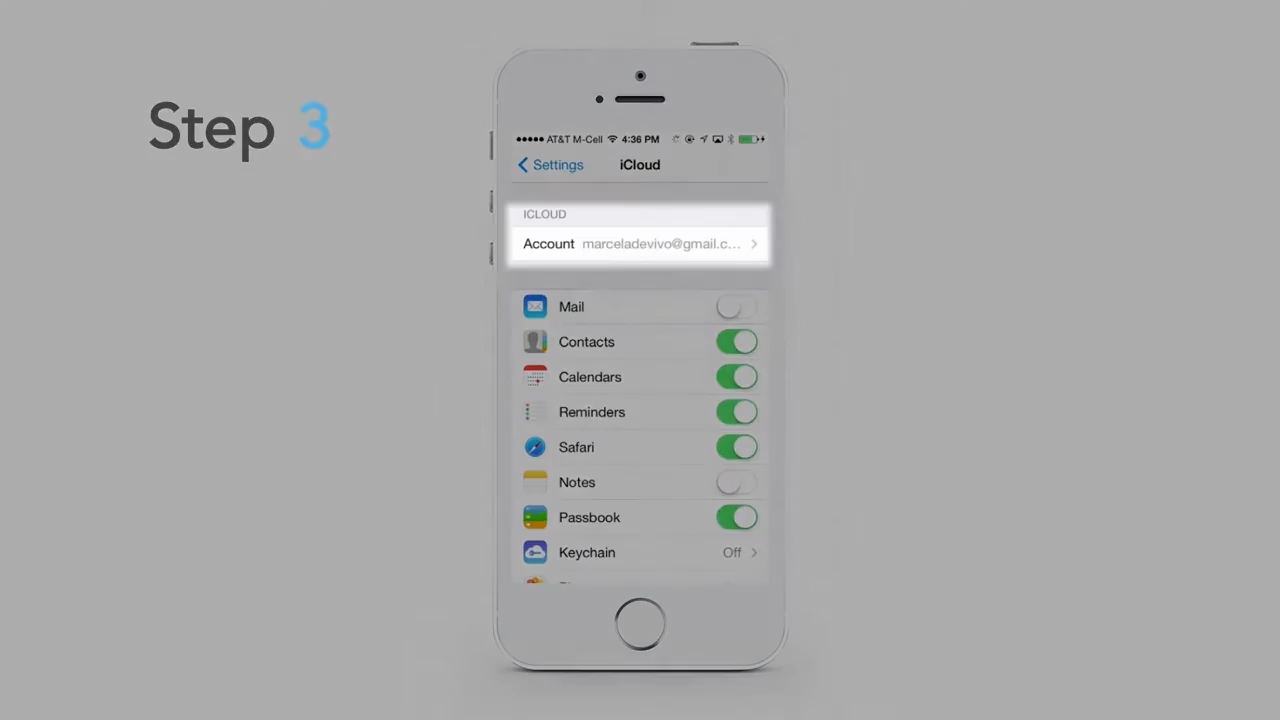 Step 3
AT&T M-Cell 4:36 PM
Settings iCloud
ICLOUD
Account marceladevivo@gmail.c...
Mail
Contacts
Calendars
Reminders
Safari
Notes
Passbook
Keychain Off